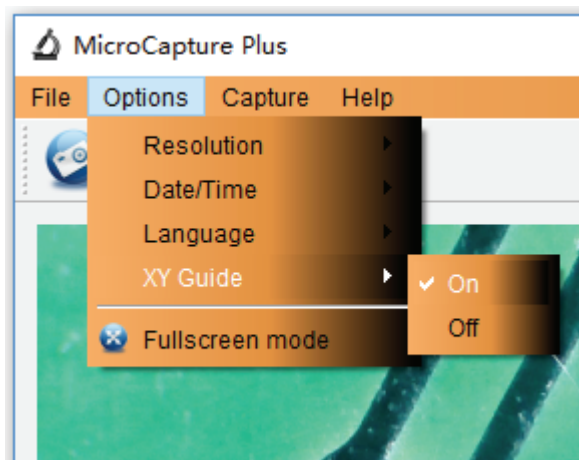 MicroCapture Plus
File Options Capture Help
Resolution
Date/Time
Language
XY Guide
On
Off
Fullscreen mode